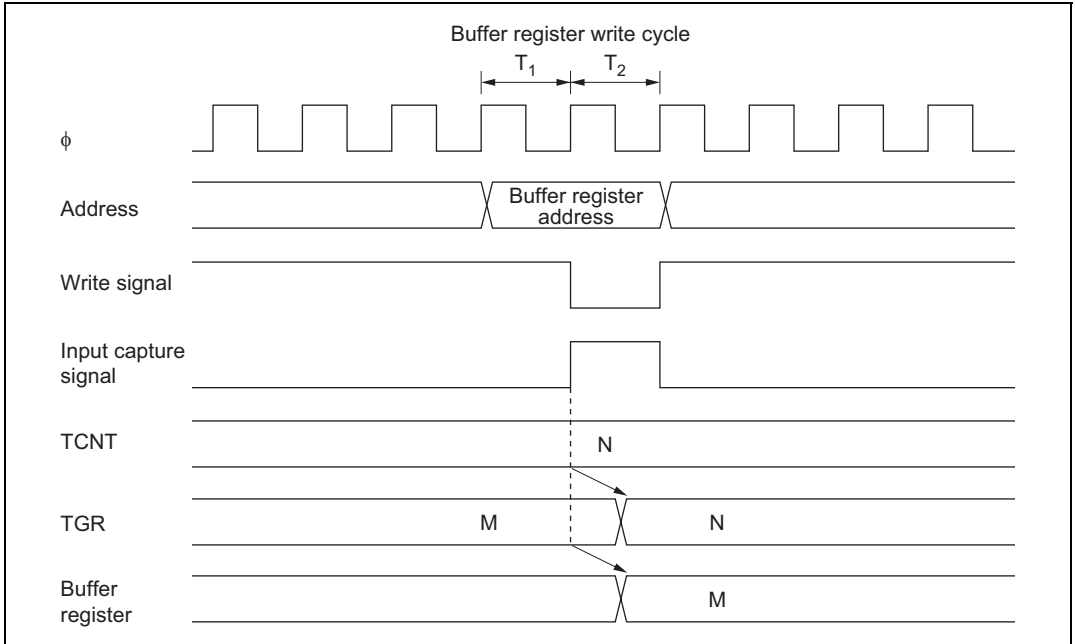 Buffer register write cycle
T1 T2
ϕ
Address
Buffer register
address
Write signal
Input capture
signal
TCNT
N
TGR
M N
Buffer
register
M